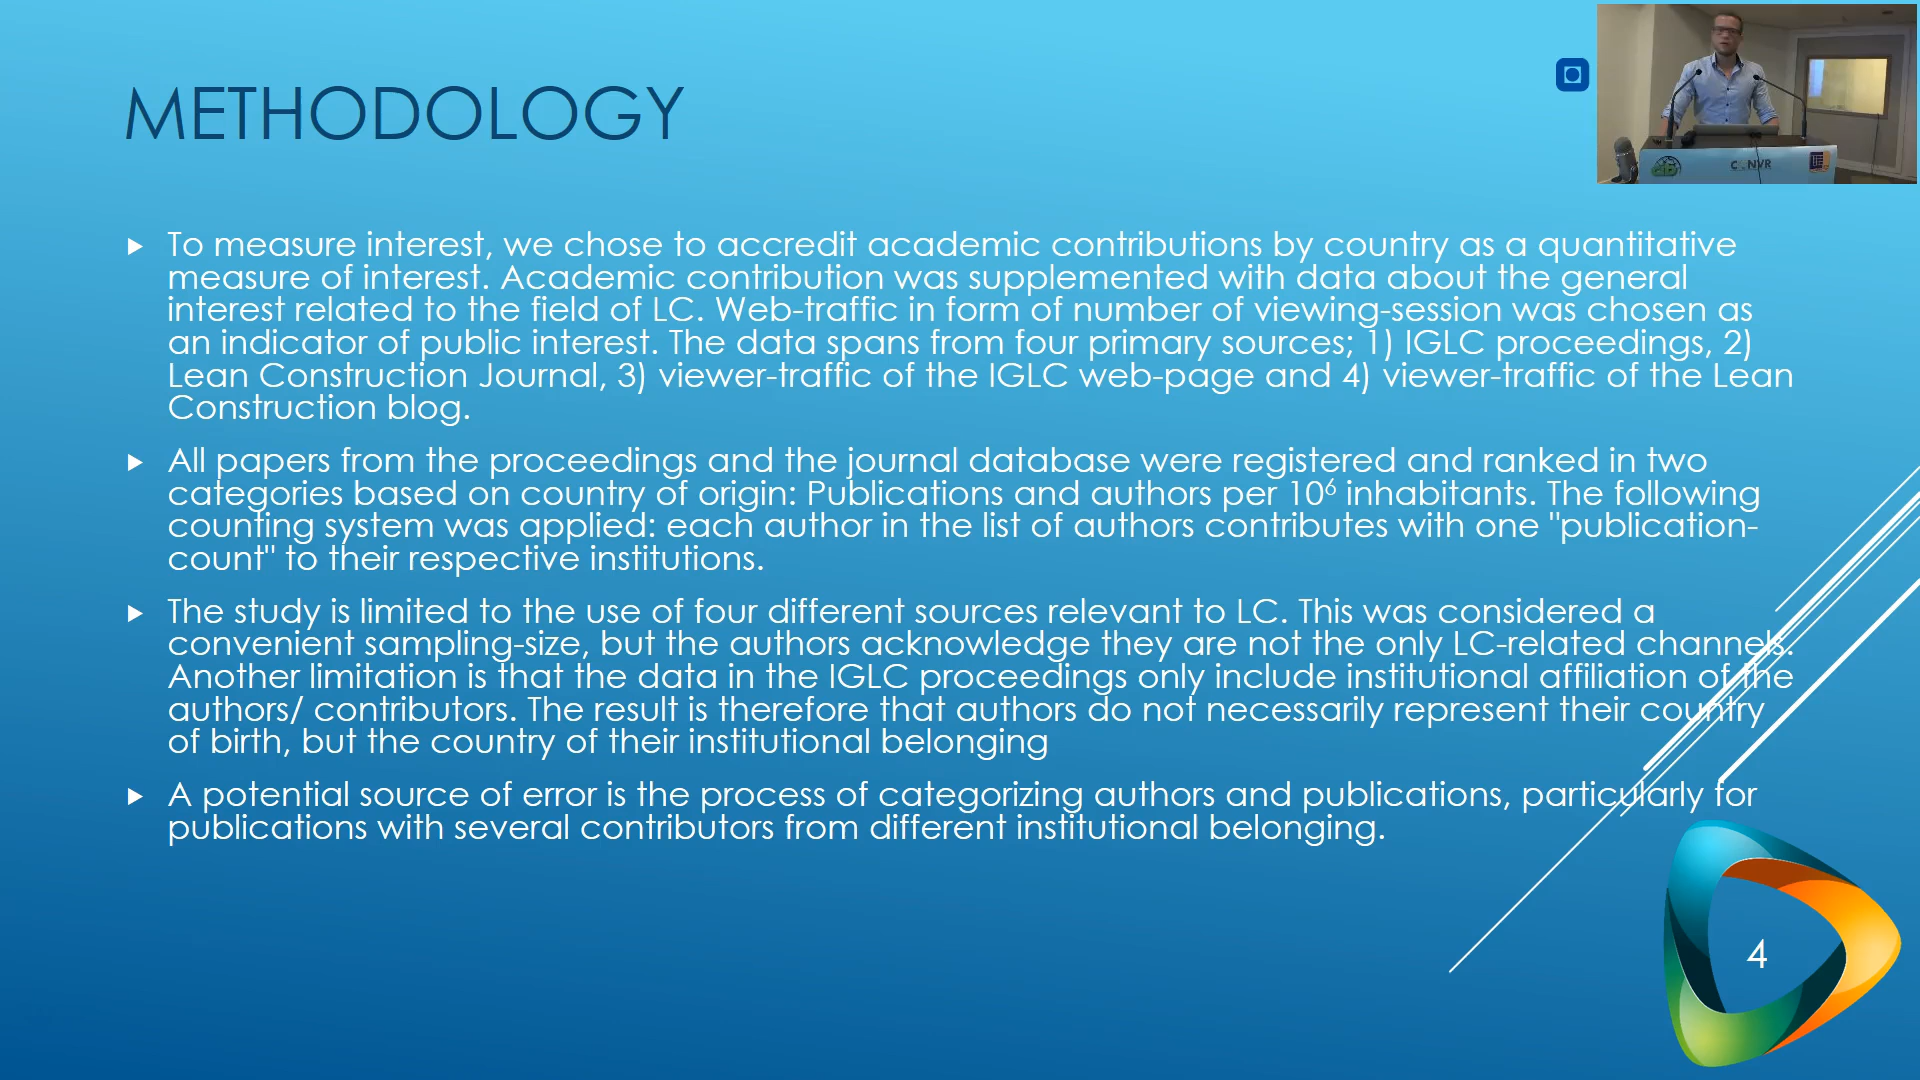 METHODOLOGY
To measure interest, we chose to accredit academic contributions by country as a quantitative
measure of interest. Academic contribution was supplemented with data about the general
interest related to the field of LC. Web-traffic in form of number of viewing-session was chosen as
an indicator of public interest. The data spans from four primary sources; 1) IGLC proceedings, 2)
Lean Construction Journal, 3) viewer-traffic of the IGLC web-page and 4) viewer-traffic of the Lean
Construction blog.
All papers from the proceedings and the journal database were registered and ranked in two
categories based on country of origin: Publications and authors per 10⁶ inhabitants. The following
counting system was applied: each author in the list of authors contributes with one "publication-
count" to their respective institutions.
The study is limited to the use of four different sources relevant to LC. This was considered a
convenient sampling-size, but the authors acknowledge they are not the only LC-related channels.
Another limitation is that the data in the IGLC proceedings only include institutional affiliation of the
authors/ contributors. The result is therefore that authors do not necessarily represent their country
of birth, but the country of their institutional belonging
A potential source of error is the process of categorizing authors and publications, particularly for
publications with several contributors from different institutional belonging.
4